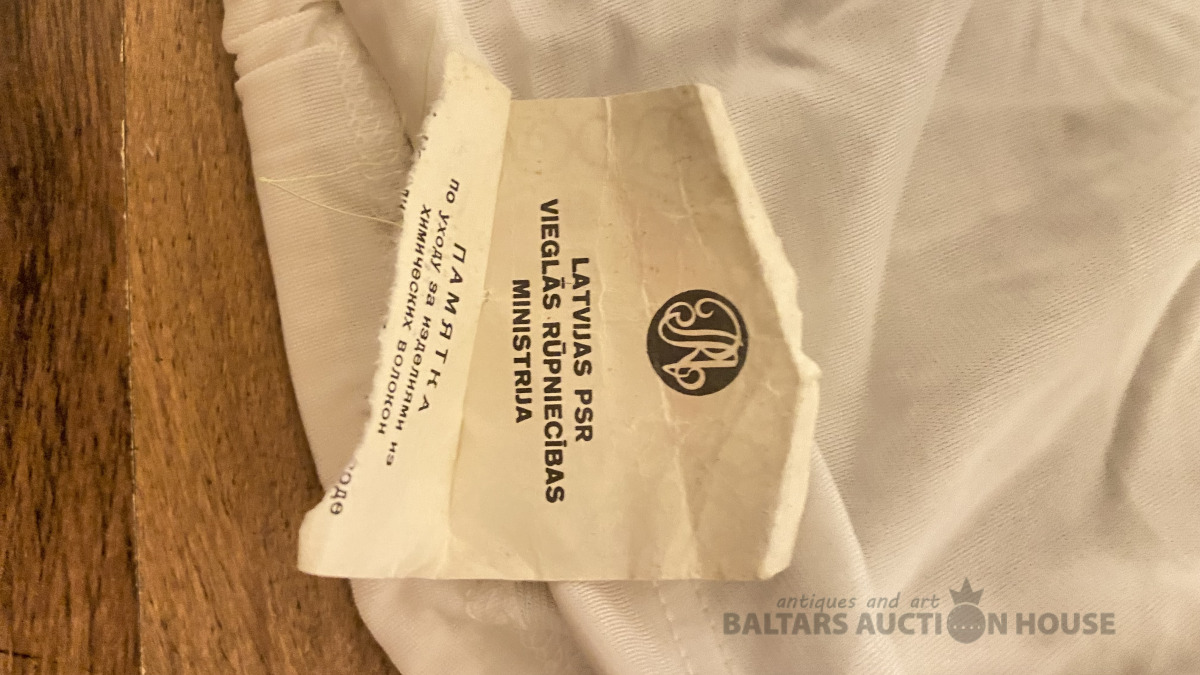 LATVIJAS PSR
VIEGLĀS RŪPNIECĪBAS
MINISTRIJA
ПАМЯТКА
по уходу за изделиями из
химических волокон
antiques and art
BALTARS AUCTION HOUSE